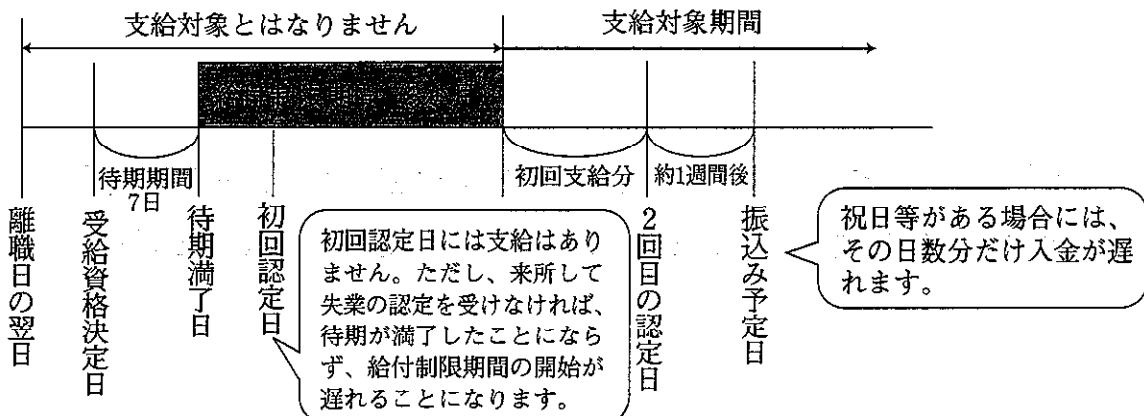 支給対象とはなりません
支給対象期間
待期期間
7日
初回支給分
約1週間後
離職日の翌日
受給資格決定日
待期満了日
初回認定日
初回認定日には支給はあり
ません。ただし、来所して
失業の認定を受けなければ、
待期が満了したことになら
ず、給付制限期間の開始が
遅れることになります。
2回目の認定日
振込み予定日
祝日等がある場合には、
その日数分だけ入金が遅
れます。